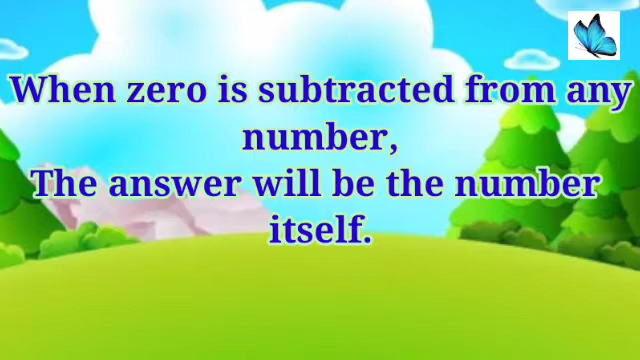 When zero is subtracted from any
number,
The answer will be the number
itself.